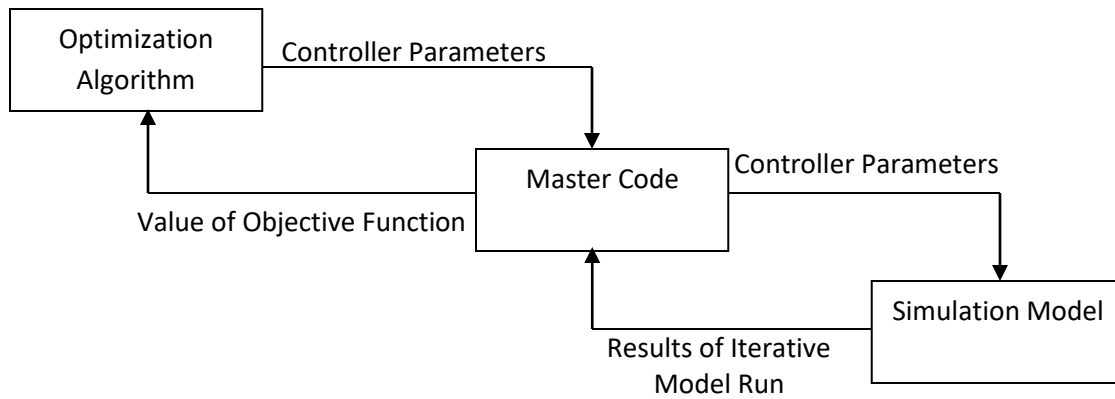 Optimization
Algorithm
Controller Parameters
Master Code
Controller Parameters
Value of Objective Function
Simulation Model
Results of Iterative
Model Run